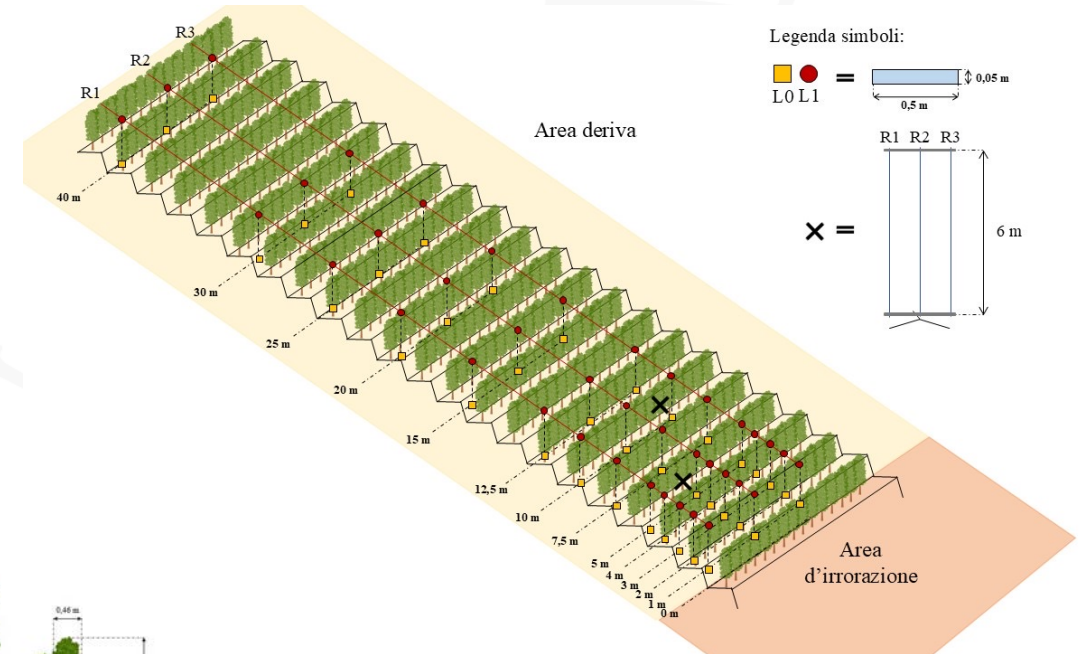 R3
R2
R1
40 m
30 m
25 m
20 m
15 m
12,5 m
10 m
7,5 m
5 m
4 m
3 m
2 m
1 m
0 m
Area deriva
Area
d'irrorazione
Legenda simboli:
L0 L1
=
0,05 m
0,5 m
R1 R2 R3
=
6 m
0,46 m